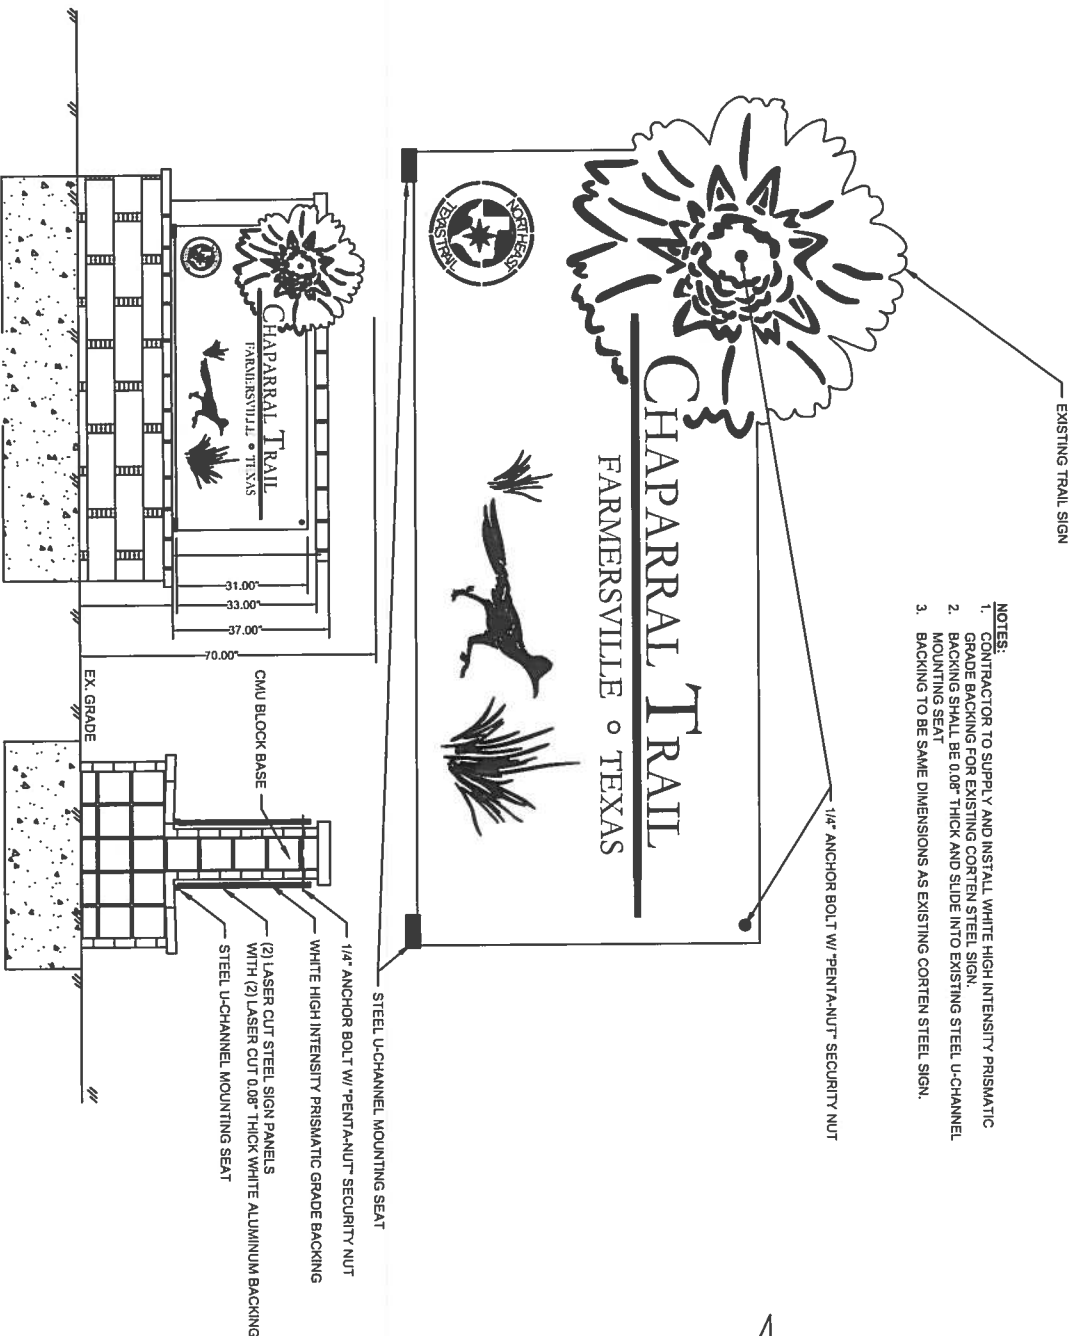 EXISTING TRAIL SIGN
NOTES:
1. CONTRACTOR TO SUPPLY AND INSTALL WHITE HIGH INTENSITY PRISMATIC
GRADE BACKING FOR EXISTING CORTEN STEEL SIGN.
2. BACKING SHALL BE 0.08" THICK AND SLIDE INTO EXISTING STEEL U-CHANNEL
MOUNTING SEAT
3. BACKING TO BE SAME DIMENSIONS AS EXISTING CORTEN STEEL SIGN.
1/4" ANCHOR BOLT W/ "PENTA-NUT" SECURITY NUT
CHAPARRAL TRAIL
FARMERSVILLE ° TEXAS
NORTHEAST
TEXAS TRAIL
STEEL U-CHANNEL MOUNTING SEAT
1/4" ANCHOR BOLT W/ "PENTA-NUT" SECURITY NUT
WHITE HIGH INTENSITY PRISMATIC GRADE BACKING
(2) LASER CUT STEEL SIGN PANELS
WITH (2) LASER CUT 0.08" THICK WHITE ALUMINUM BACKING
STEEL U-CHANNEL MOUNTING SEAT
CMU BLOCK BASE
EX. GRADE
CHAPARRAL TRAIL
FARMERSVILLE ° TEXAS
31.00"
33.00"
37.00"
70.00"